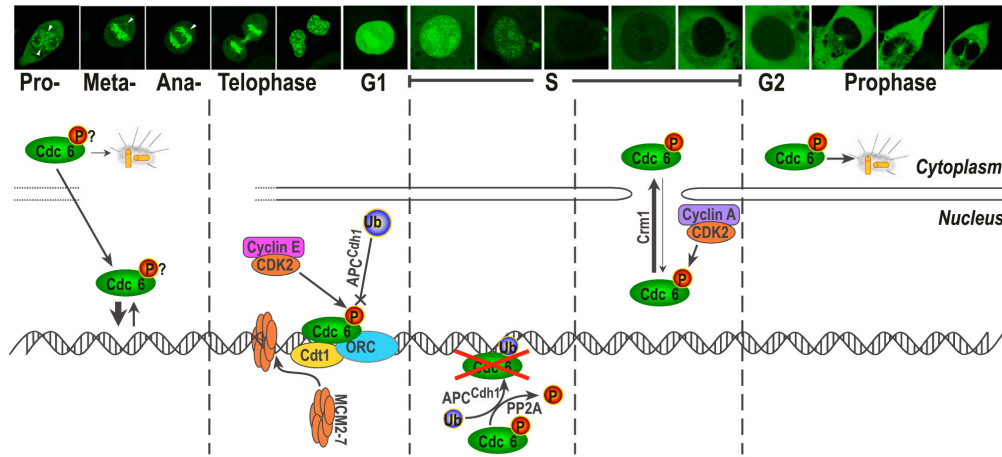 Pro- Meta- Ana- Telophase G1 S G2 Prophase
P ?
Cdc 6
P
Cdc 6
P
Cdc 6
Cytoplasm
Nucleus
Ub
APC Cdh1
Cyclin E
CDK2
Crm1
Cyclin A
CDK2
P ?
Cdc 6
P
Cdc 6
P
Cdc 6
Cdt1
ORC
MCM2-7
Ub
Cdc 6
APC Cdh1
PP2A
P
Ub
P
Cdc 6